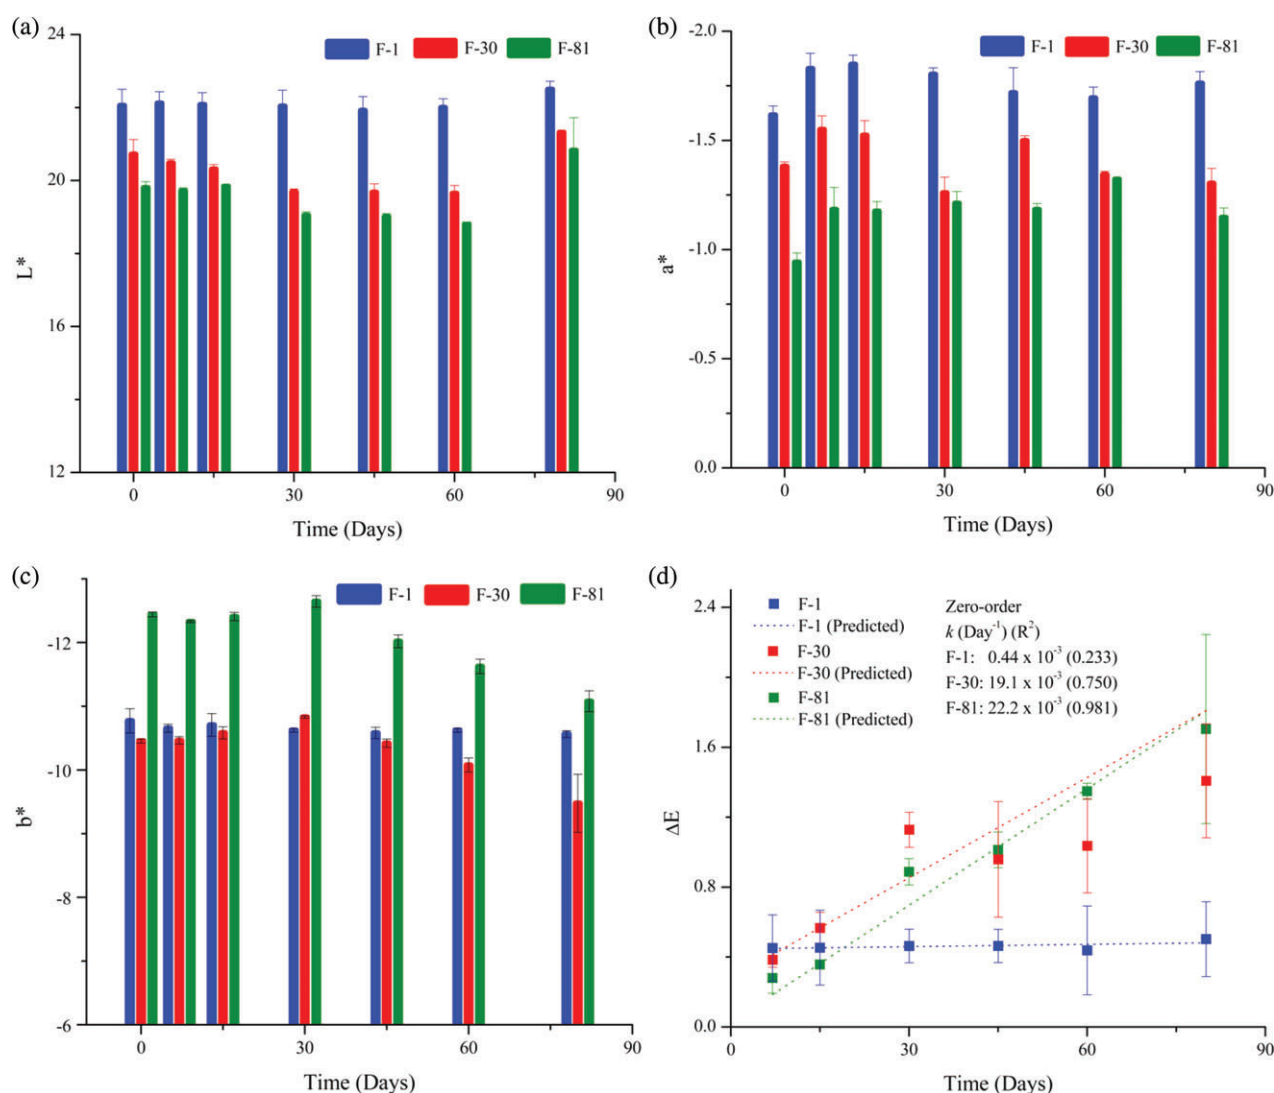 (a)
F-1 F-30 F-81
24
20
16
12
L*
0 30 60 90
Time (Days)
(b)
F-1 F-30 F-81
-2.0
-1.5
-1.0
-0.5
0.0
a*
0 30 60 90
Time (Days)
(c)
F-1 F-30 F-81
-12
-10
-8
-6
b*
0 30 60 90
Time (Days)
(d)
2.4
1.6
0.8
0.0
ΔE
F-1
F-1 (Predicted)
F-30
F-30 (Predicted)
F-81
F-81 (Predicted)
Zero-order
k (Day⁻¹) (R²)
F-1: 0.44 x 10⁻³ (0.233)
F-30: 19.1 x 10⁻³ (0.750)
F-81: 22.2 x 10⁻³ (0.981)
0 30 60 90
Time (Days)